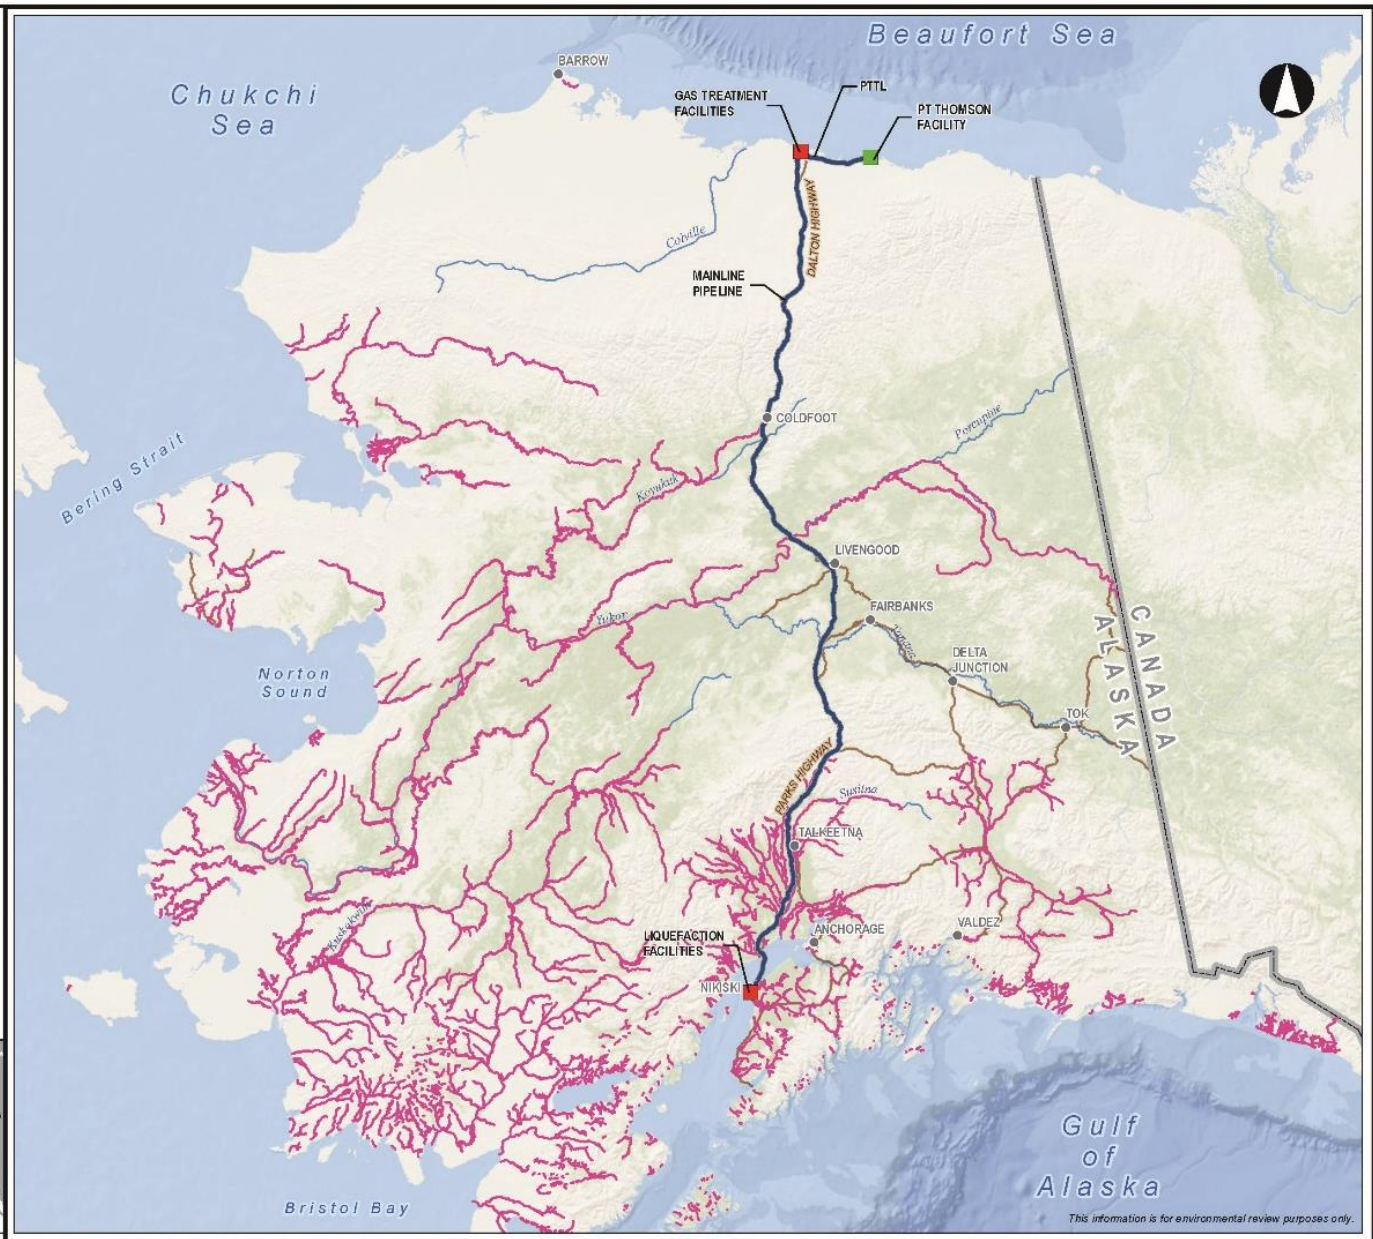 Beaufort Sea
Chukchi
Sea
BARROW
GAS TREATMENT
FACILITIES
PTTL
PT THOMSON
FACILITY
DALTON HIGHWAY
Colville
MAINLINE
PIPELINE
COLDFOOT
Porcupine
Bering Strait
Koyukuk
LIVENGOOD
FAIRBANKS
Yukon
Tanana
DELTA
JUNCTION
CANADA
ALASKA
Norton
Sound
TOK
PARKS HIGHWAY
Susitna
TALKEETNA
Kuskokwim
LIQUEFACTION
FACILITIES
ANCHORAGE
VALDEZ
NIKISKI
Gulf
of
Alaska
Bristol Bay
This information is for environmental review purposes only.